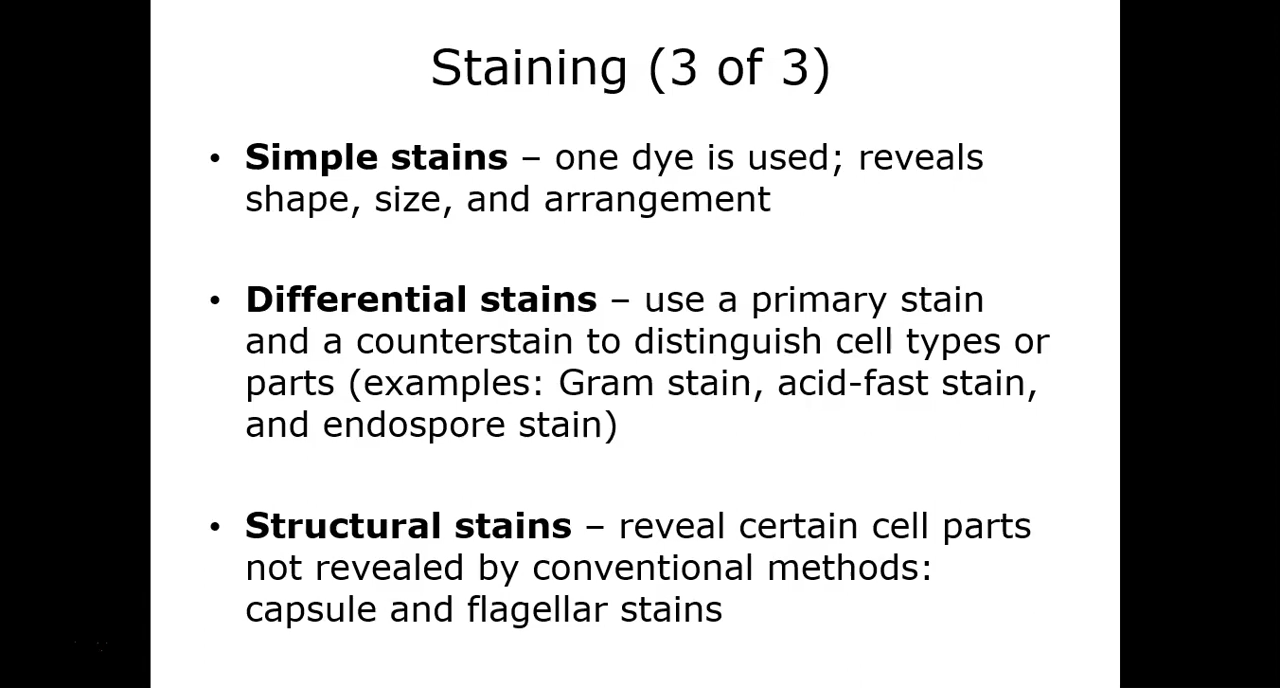 Staining (3 of 3)
• Simple stains – one dye is used; reveals
shape, size, and arrangement
• Differential stains – use a primary stain
and a counterstain to distinguish cell types or
parts (examples: Gram stain, acid-fast stain,
and endospore stain)
• Structural stains – reveal certain cell parts
not revealed by conventional methods:
capsule and flagellar stains